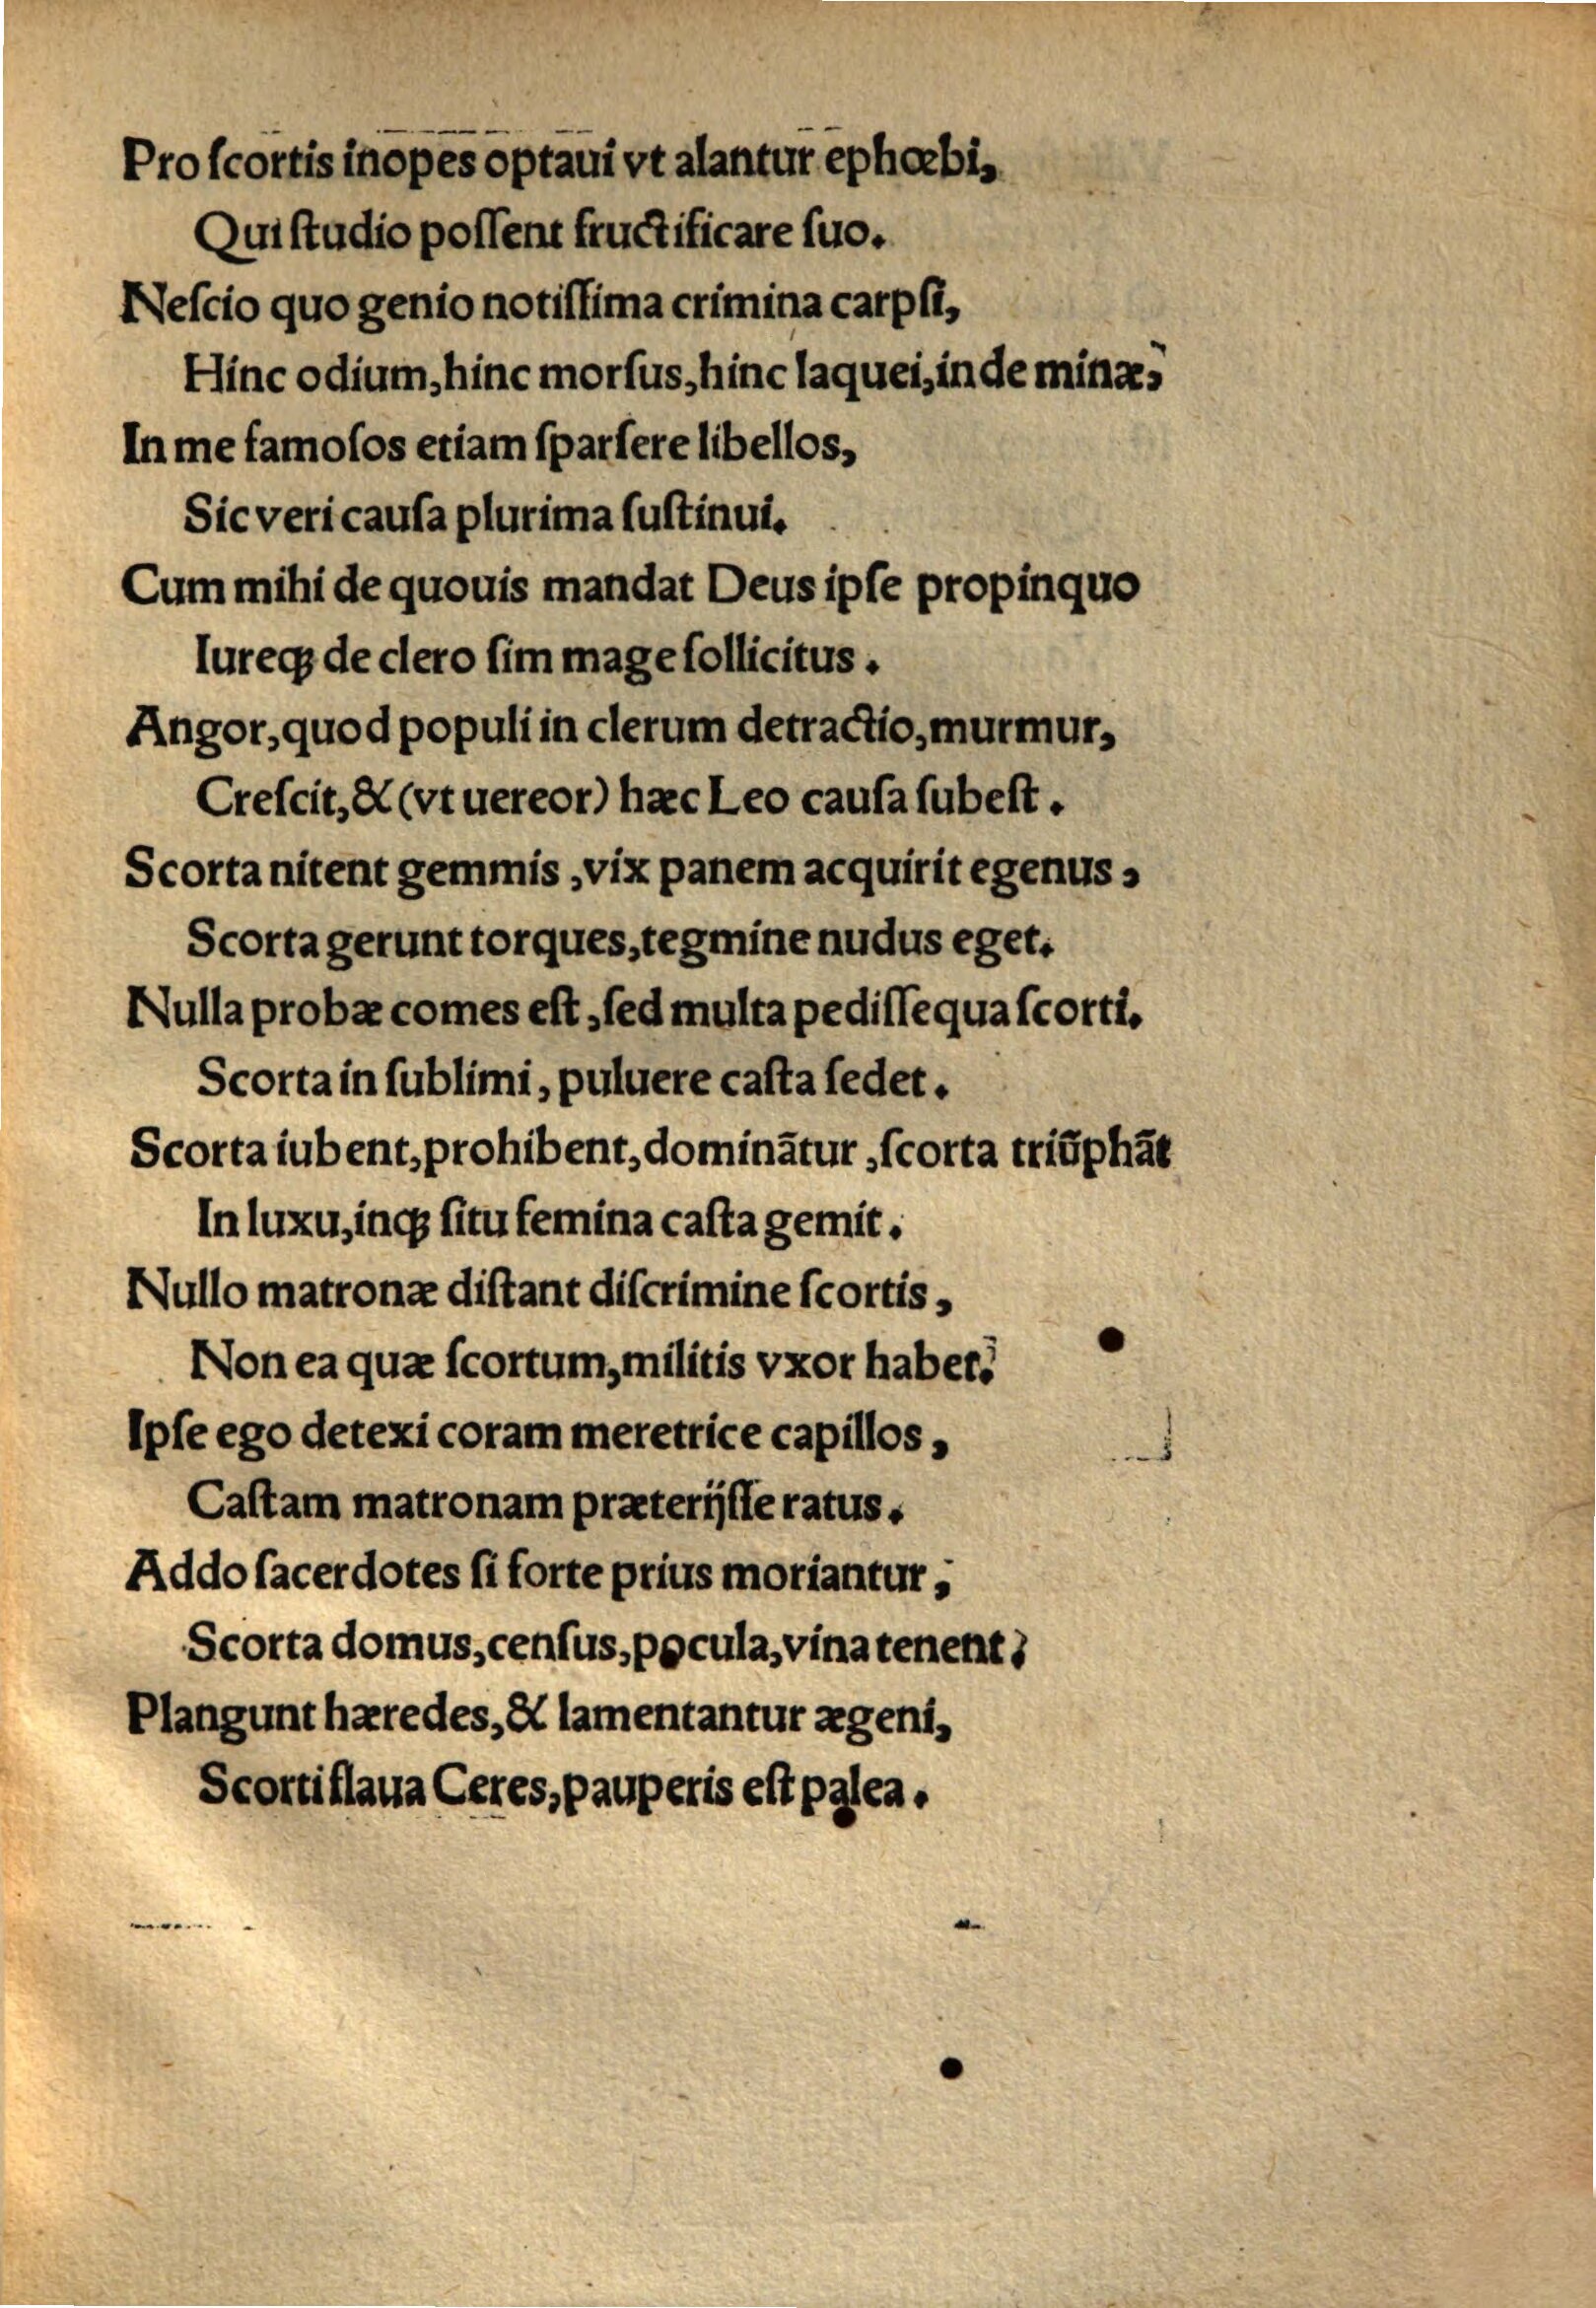 Pro ſcortis inopes optaui vt alantur ephœbi,
Qui ſtudio poſſent fructificare ſuo.
Neſcio quo genio notiſſima crimina carpſi,
Hinc odium, hinc morſus, hinc laquei, inde minæ,
In me famoſos etiam ſparſere libellos,
Sic veri cauſa plurima ſuſtinui.
Cum mihi de quouis mandat Deus ipſe propinquo
Iureqꝫ de clero ſim mage ſollicitus.
Angor, quod populi in clerum detractio, murmur,
Creſcit, & (vt uereor) hæc Leo cauſa ſubeſt.
Scorta nitent gemmis, vix panem acquirit egenus,
Scorta gerunt torques, tegmine nudus eget.
Nulla probæ comes eſt, ſed multa pediſſequa ſcorti.
Scorta in ſublimi, puluere caſta ſedet.
Scorta iubent, prohibent, dominātur, ſcorta triūphāt
In luxu, inqꝫ ſitu femina caſta gemit.
Nullo matronæ diſtant diſcrimine ſcortis,
Non ea quæ ſcortum, militis vxor habet.
Ipſe ego detexi coram meretrice capillos,
Caſtam matronam præterijſſe ratus.
Addo ſacerdotes ſi forte prius moriantur,
Scorta domus, cenſus, pocula, vina tenent?
Plangunt hæredes, & lamentantur ægeni,
Scorti flaua Ceres, pauperis eſt palea.